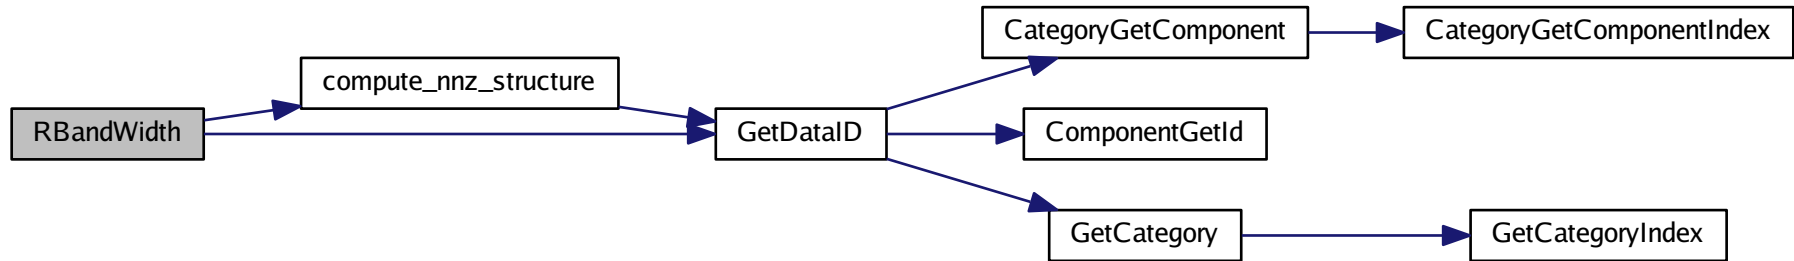 CategoryGetComponent
CategoryGetComponentIndex
compute_nnz_structure
RBandWidth
GetDataID
ComponentGetId
GetCategory
GetCategoryIndex